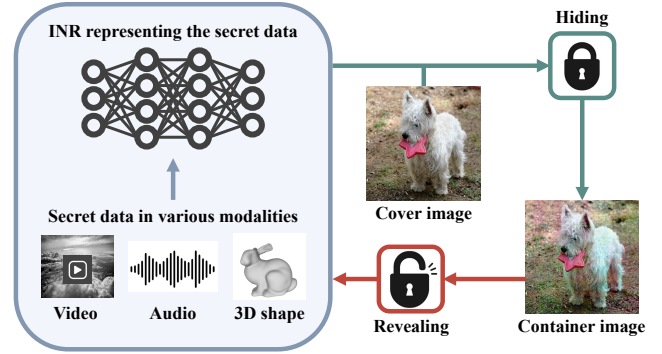 INR representing the secret data
Hiding
Cover image
Secret data in various modalities
Video
Audio
3D shape
Revealing
Container image